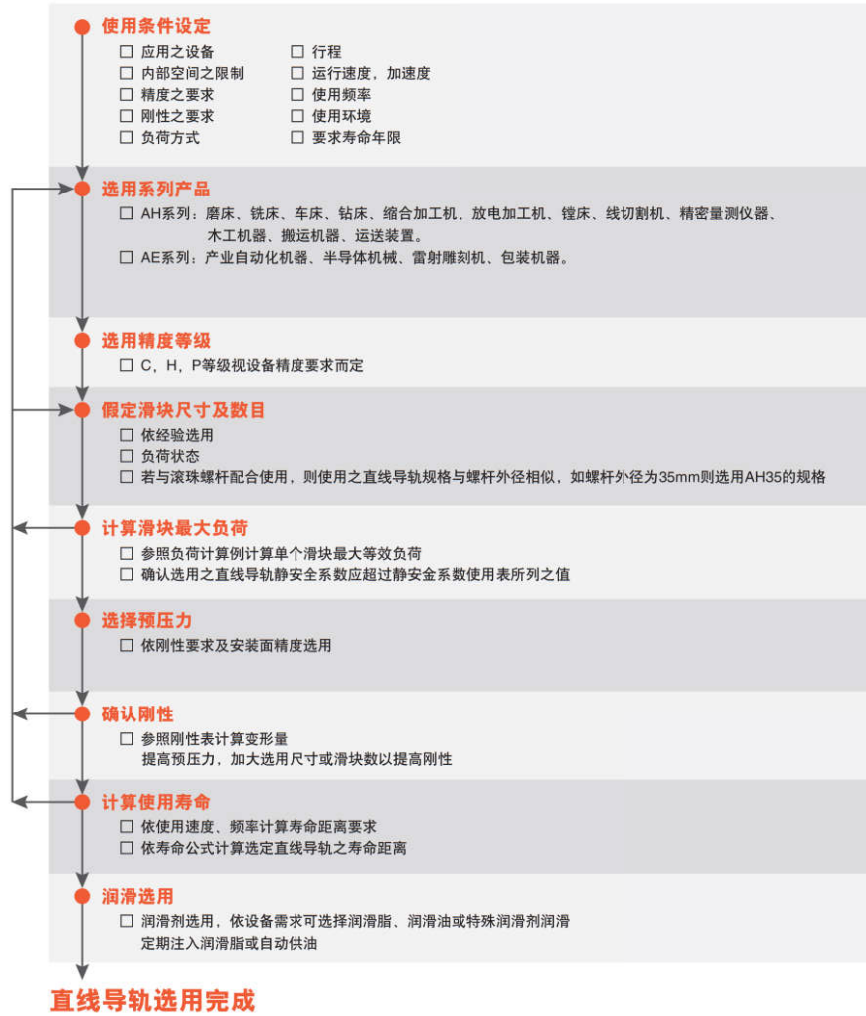 使用条件设定
□ 应用之设备 □ 行程
□ 内部空间之限制 □ 运行速度，加速度
□ 精度之要求 □ 使用频率
□ 刚性之要求 □ 使用环境
□ 负荷方式 □ 要求寿命年限
选用系列产品
□ AH系列：磨床、铣床、车床、钻床、缩合加工机．放电加工机、镗床、线切割机、精密量测仪器、
木工机器、搬运机器、运送装置。
□ AE系列：产业自动化机器、半导体机械、雷射雕刻机、包装机器。
选用精度等级
□ C，H，P等级视设备精度要求而定
假定滑块尺寸及数目
□ 依经验选用
□ 负荷状态
□ 若与滚珠螺杆配合使用，则使用之直线导轨规格与螺杆外径相似，如螺杆外径为35mm则选用AH35的规格
计算滑块最大负荷
□ 参照负荷计算例计算单个滑块最大等效负荷
□ 确认选用之直线导轨静安全系数应超过静安金系数使用表所列之值
选择预压力
□ 依刚性要求及安装面精度选用
确认刚性
□ 参照刚性表计算变形量
提高预压力，加大选用尺寸或滑块数以提高刚性
计算使用寿命
□ 依使用速度、频率计算寿命距离要求
□ 依寿命公式计算选定直线导轨之寿命距离
润滑选用
□ 润滑剂选用，依设备需求可选择润滑脂、润滑油或特殊润滑剂润滑
定期注入润滑脂或自动供油
直线导轨选用完成